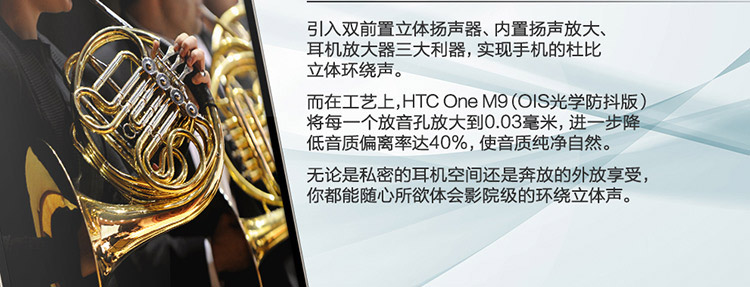 引入双前置立体扬声器、内置扬声放大、
耳机放大器三大利器，实现手机的杜比
立体环绕声。
而在工艺上，HTC One M9（OIS光学防抖版）
将每一个放音孔放大到0.03毫米，进一步降
低音质偏离率达40%，使音质纯净自然。
无论是私密的耳机空间还是奔放的外放享受，
你都能随心所欲体会影院级的环绕立体声。